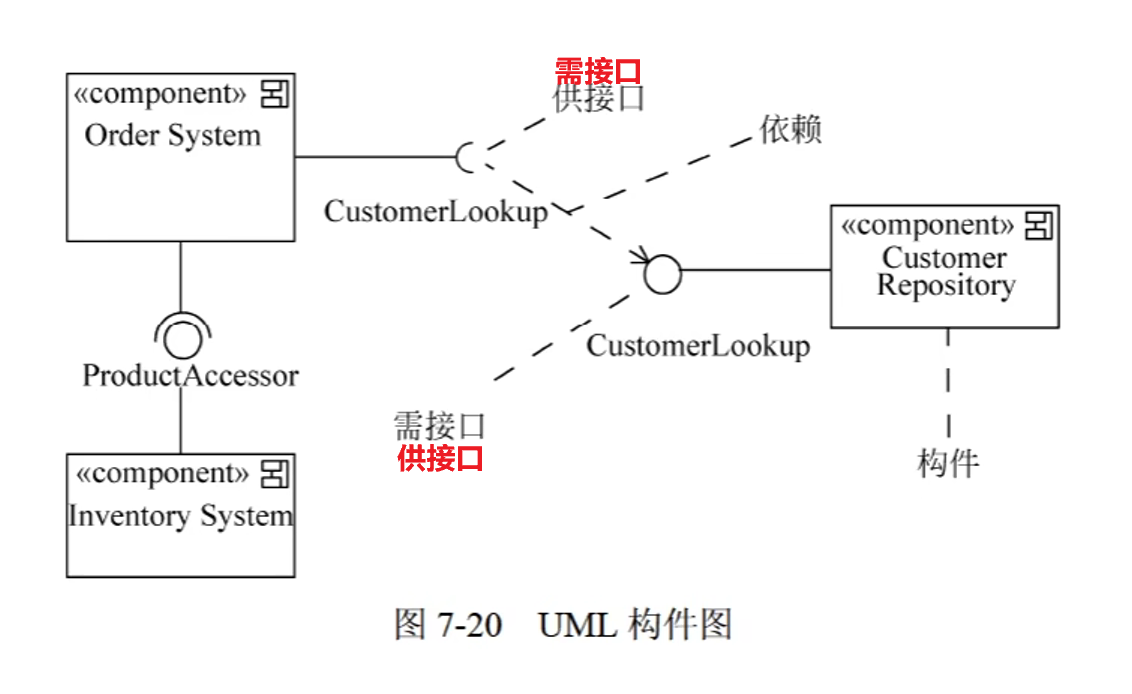 需接口
供接口
«component»
Order System
依赖
CustomerLookup
«component»
Customer
Repository
CustomerLookup
ProductAccessor
需接口
供接口
构件
«component»
Inventory System
图 7-20 UML 构件图